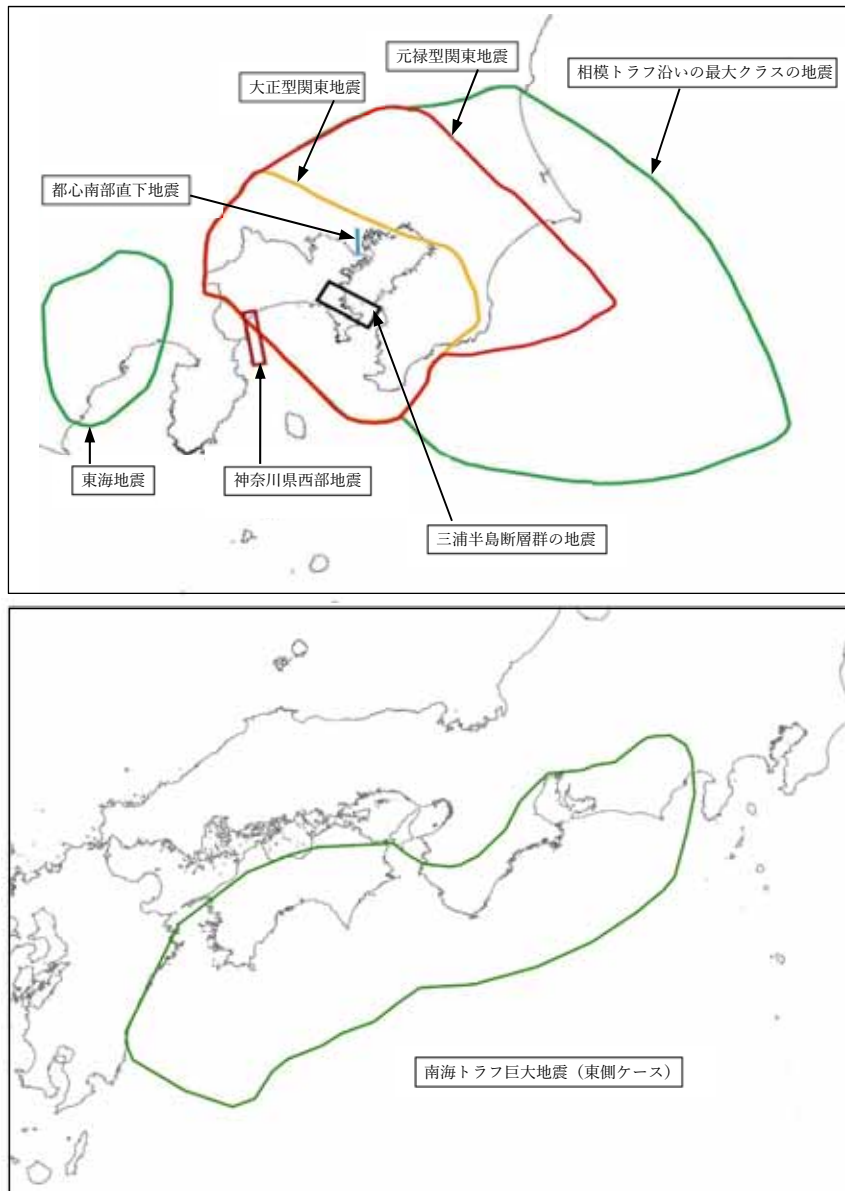 元禄型関東地震
相模トラフ沿いの最大クラスの地震
大正型関東地震
都心南部直下地震
東海地震
神奈川県西部地震
三浦半島断層群の地震
南海トラフ巨大地震（東側ケース）